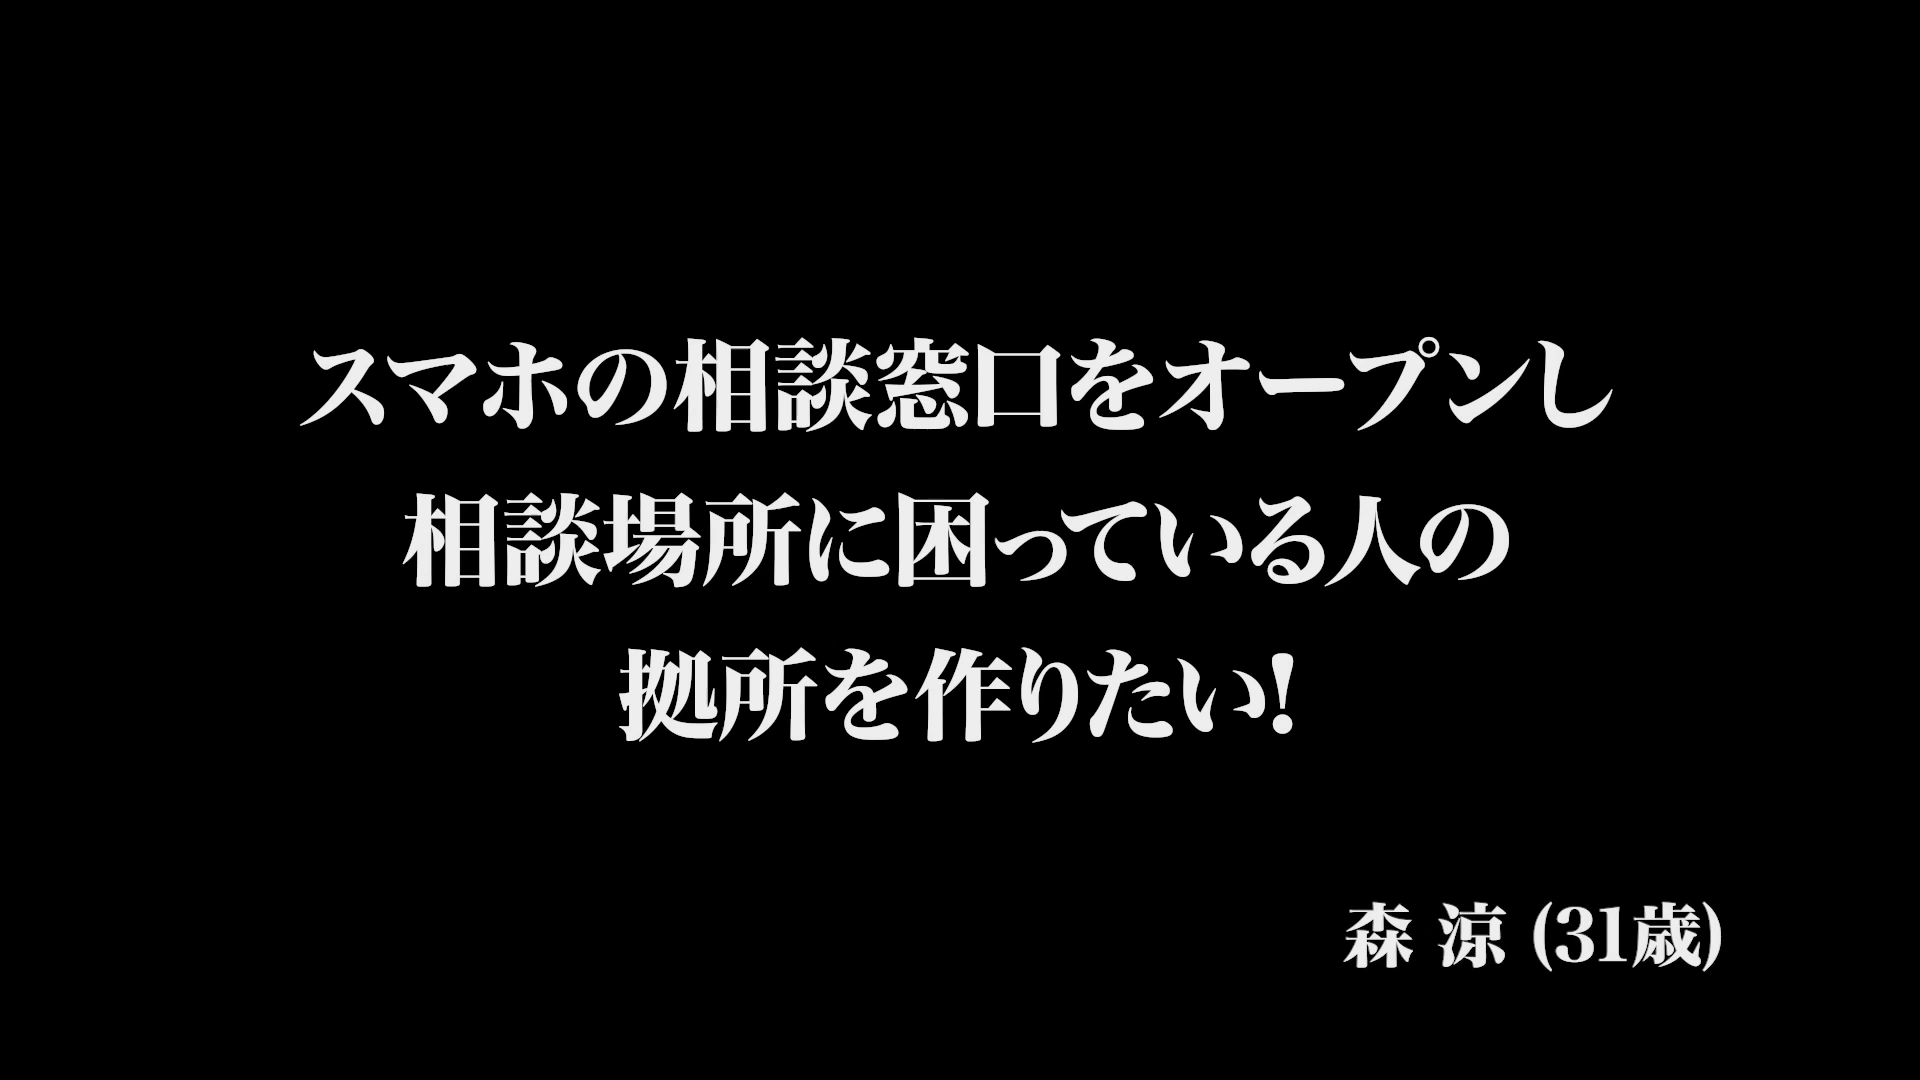 スマホの相談窓口をオープンし
相談場所に困っている人の
拠所を作りたい!
森 涼 (31歳)